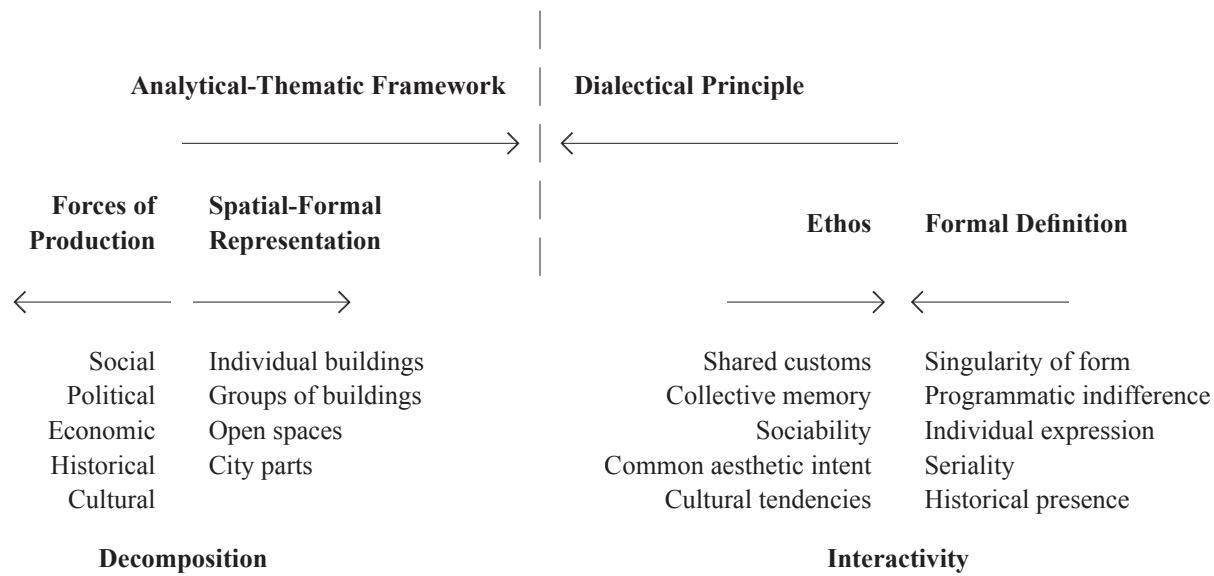 Analytical-Thematic Framework
Dialectical Principle
Forces of
Production
Spatial-Formal
Representation
Ethos
Formal Definition
Social
Political
Economic
Historical
Cultural
Individual buildings
Groups of buildings
Open spaces
City parts
Shared customs
Collective memory
Sociability
Common aesthetic intent
Cultural tendencies
Singularity of form
Programmatic indifference
Individual expression
Seriality
Historical presence
Decomposition
Interactivity